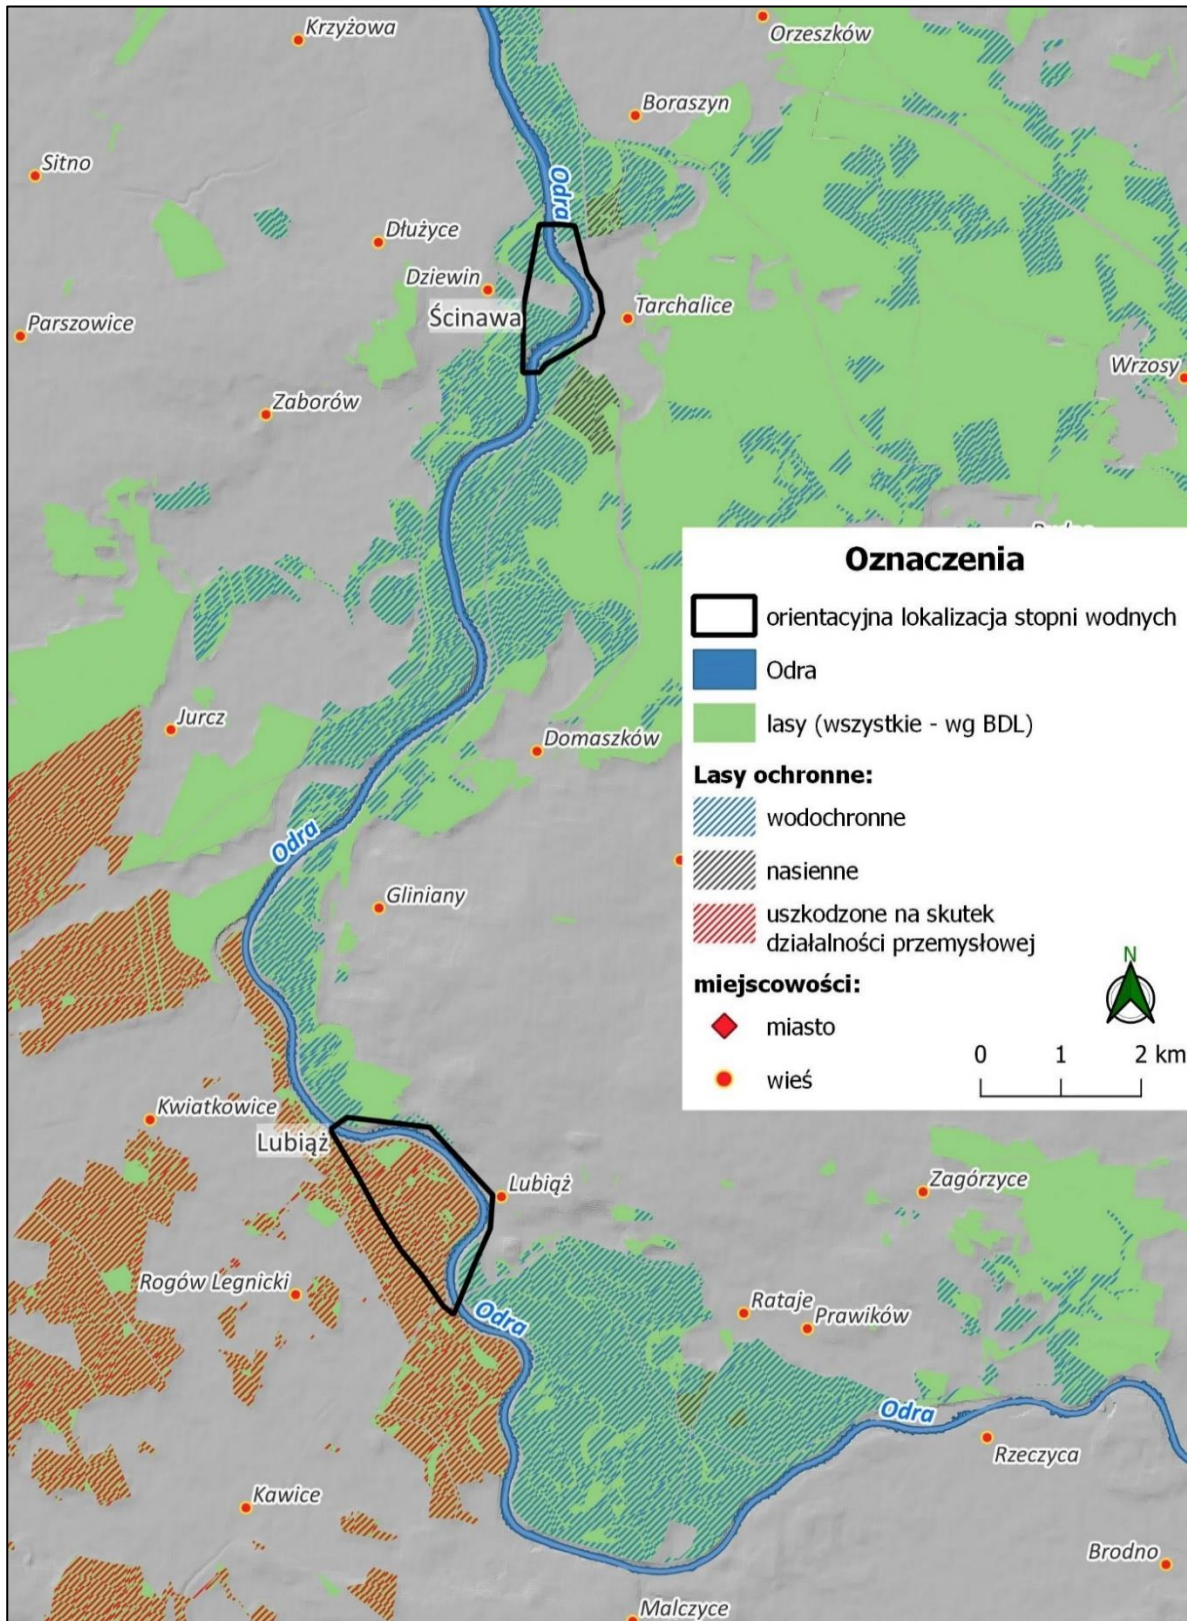 Krzyżowa
Orzeszków
Boraszyn
Sitno
Odra
Dłużyce
Dziewin
Ścinawa
Tarchalice
Parszowice
Wrzosy
Zaborów
Oznaczenia
orientacyjna lokalizacja stopni wodnych
Odra
lasy (wszystkie - wg BDL)
Lasy ochronne:
wodochronne
nasienne
uszkodzone na skutek
działalności przemysłowej
miejscowości:
miasto
wieś
N
0 1 2 km
Jurcz
Domaszków
Odra
Gliniany
Kwiatkowice
Lubiąż
Lubiąż
Zagórzyce
Rogów Legnicki
Odra
Rataje
Prawików
Odra
Rzeczyca
Kawice
Brodno
Malczyce